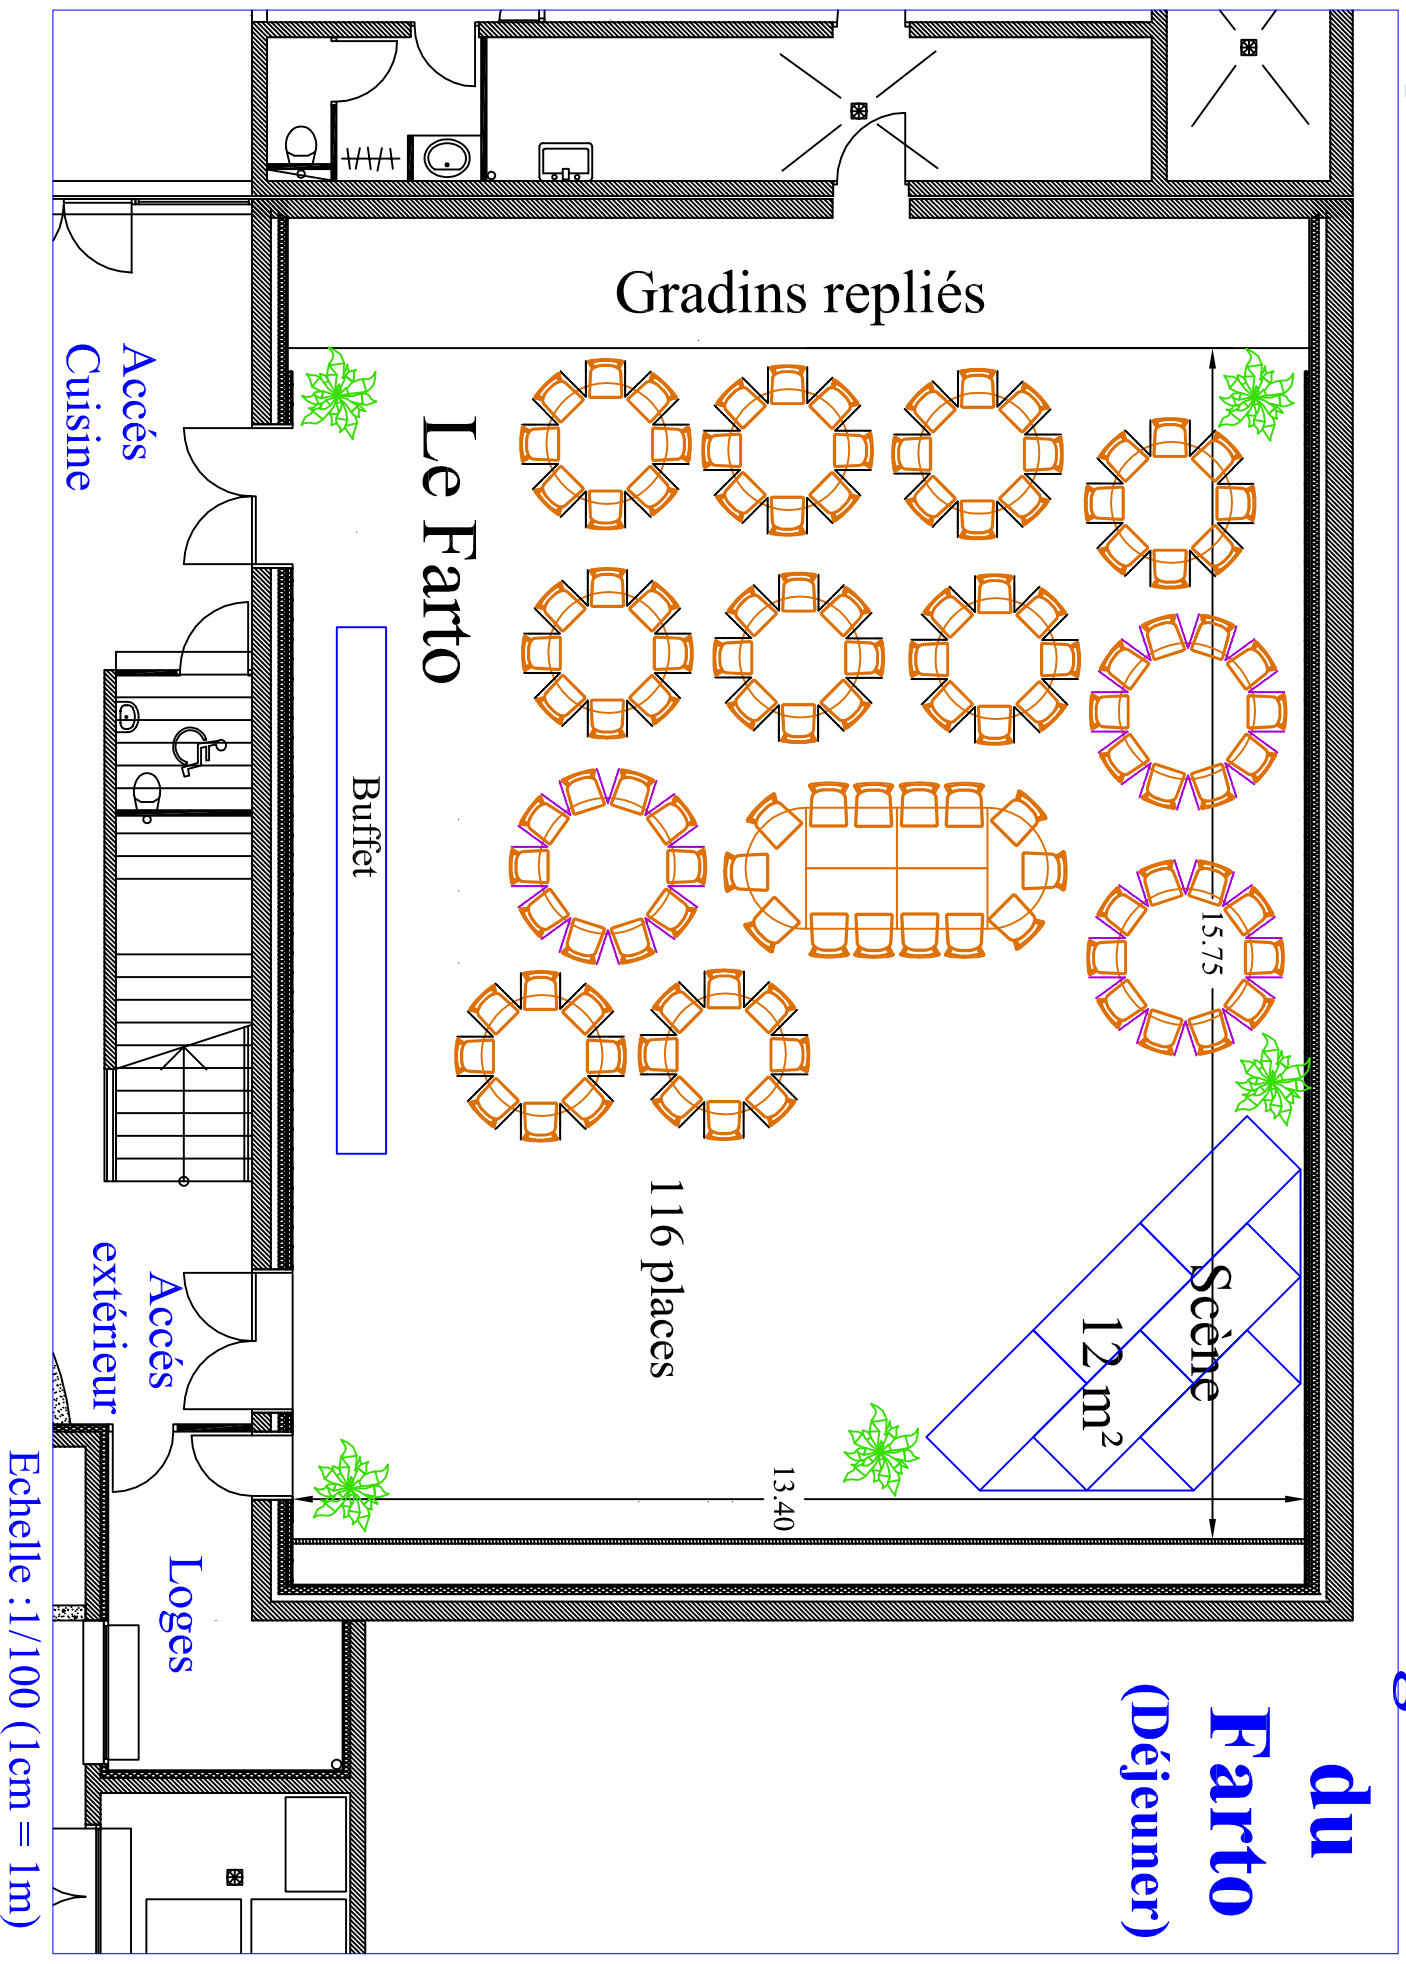 du
Farto
(Déjeuner)
Gradins repliés
Le Farto
Accés
Cuisine
Buffet
15.75
116 places
Scène
12 m²
13.40
Accés
extérieur
Loges
Echelle :1/100 (1cm = 1m)